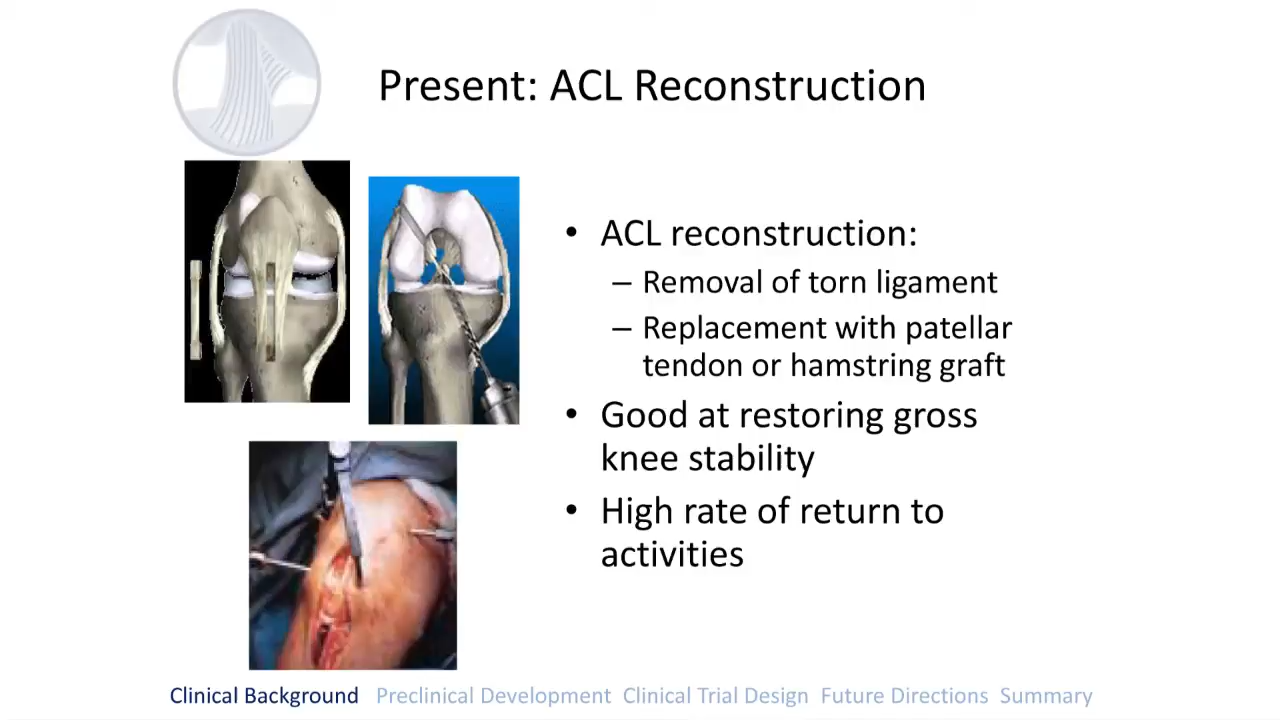 Present: ACL Reconstruction
• ACL reconstruction:
– Removal of torn ligament
– Replacement with patellar
tendon or hamstring graft
• Good at restoring gross
knee stability
• High rate of return to
activities
Clinical Background Preclinical Development Clinical Trial Design Future Directions Summary